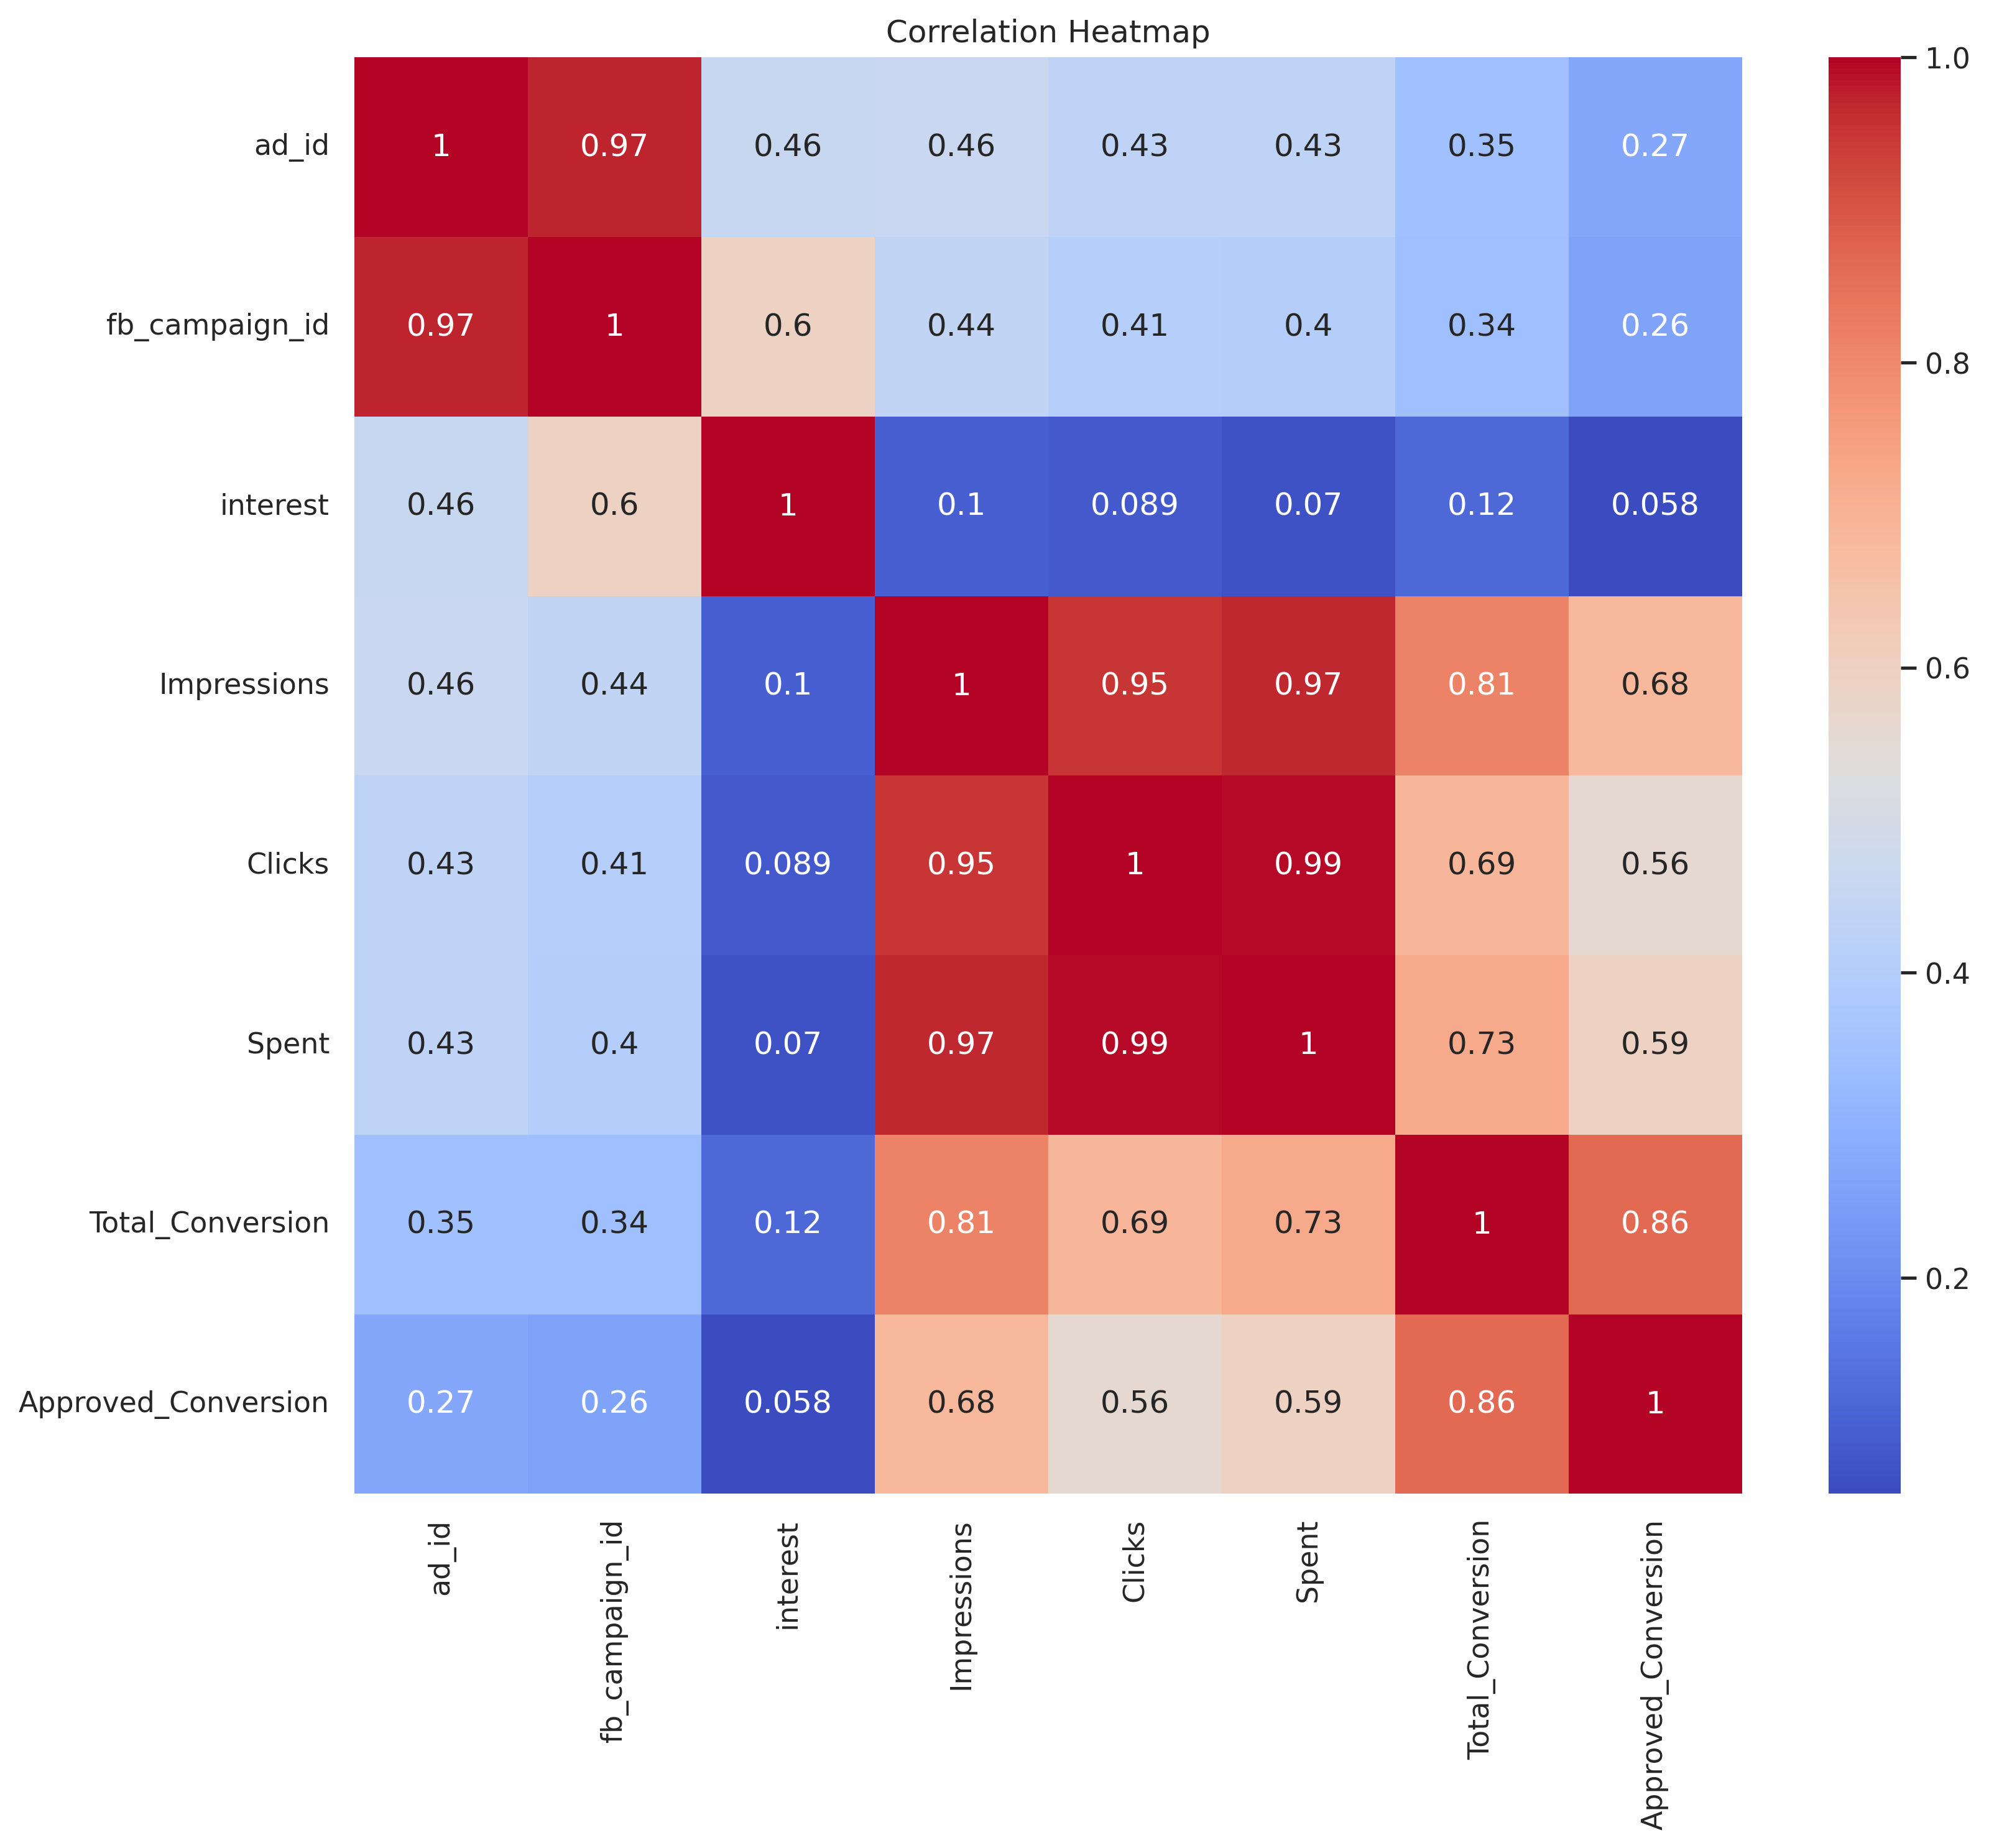 Correlation Heatmap
ad_id 1 0.97 0.46 0.46 0.43 0.43 0.35 0.27
fb_campaign_id 0.97 1 0.6 0.44 0.41 0.4 0.34 0.26
interest 0.46 0.6 1 0.1 0.089 0.07 0.12 0.058
Impressions 0.46 0.44 0.1 1 0.95 0.97 0.81 0.68
Clicks 0.43 0.41 0.089 0.95 1 0.99 0.69 0.56
Spent 0.43 0.4 0.07 0.97 0.99 1 0.73 0.59
Total_Conversion 0.35 0.34 0.12 0.81 0.69 0.73 1 0.86
Approved_Conversion 0.27 0.26 0.058 0.68 0.56 0.59 0.86 1
ad_id
fb_campaign_id
interest
Impressions
Clicks
Spent
Total_Conversion
Approved_Conversion
1.0
0.8
0.6
0.4
0.2